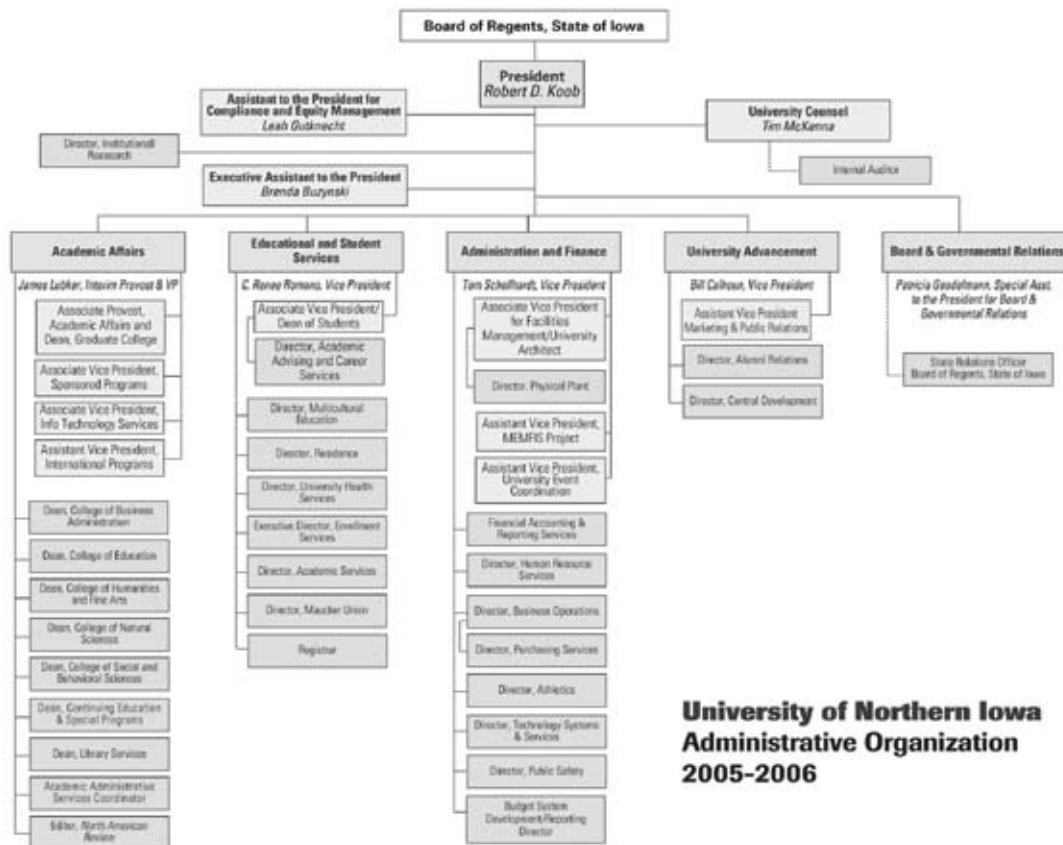 Board of Regents, State of Iowa
President
Robert D. Koob
Assistant to the President for
Compliance and Equity Management
Leah Gutknecht
University Counsel
Tim McKenna
Director, Institutional
Research
Internal Auditor
Executive Assistant to the President
Brenda Buzynski
Academic Affairs
James Lubker, Interim Provost & VP
Associate Provost,
Academic Affairs and
Dean, Graduate College
Associate Vice President,
Sponsored Programs
Associate Vice President,
Info Technology Services
Assistant Vice President,
International Programs
Dean, College of Business
Administration
Dean, College of Education
Dean, College of Humanities
and Fine Arts
Dean, College of Natural
Sciences
Dean, College of Social and
Behavioral Sciences
Dean, Continuing Education
& Special Programs
Dean, Library Services
Academic Administrative
Services Coordinator
Editor, North American
Review
Educational and Student
Services
C. Renee Romano, Vice President
Associate Vice President/
Dean of Students
Director, Academic
Advising and Career
Services
Director, Multicultural
Education
Director, Residence
Director, University Health
Services
Executive Director, Enrollment
Services
Director, Academic Services
Director, Maucker Union
Registrar
Administration and Finance
Tom Schellhardt, Vice President
Associate Vice President
for Facilities
Management/University
Architect
Director, Physical Plant
Assistant Vice President,
MEMFIS Project
Assistant Vice President,
University Event
Coordination
Financial Accounting &
Reporting Services
Director, Human Resource
Services
Director, Business Operations
Director, Purchasing Services
Director, Athletics
Director, Technology Systems
& Services
Director, Public Safety
Budget System
Development/Reporting
Director
University Advancement
Bill Calhoun, Vice President
Assistant Vice President
Marketing & Public Relations
Director, Alumni Relations
Director, Central Development
Board & Governmental Relations
Patricia Geadelmann, Special Asst.
to the President for Board &
Governmental Relations
State Relations Officer
Board of Regents, State of Iowa
University of Northern Iowa
Administrative Organization
2005-2006